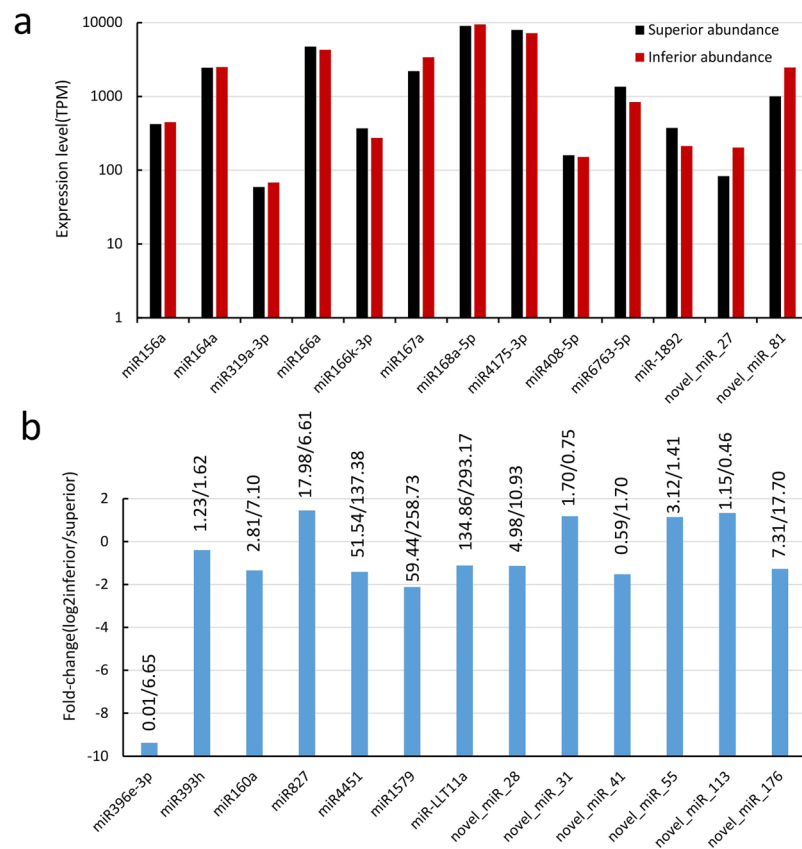 a
Expression level(TPM)
10000
1000
100
10
1
Superior abundance
Inferior abundance
miR156a
miR164a
miR319a-3p
miR166a
miR166k-3p
miR167a
miR168a-5p
miR4175-3p
miR408-5p
miR6763-5p
miR-1892
novel_miR_27
novel_miR_81
b
Fold-change(log2inferior/superior)
2
0
-2
-4
-6
-8
-10
0.01/6.65
1.23/1.62
2.81/7.10
17.98/6.61
51.54/137.38
59.44/258.73
134.86/293.17
4.98/10.93
1.70/0.75
0.59/1.70
3.12/1.41
1.15/0.46
7.31/17.70
miR396e-3p
miR393h
miR160a
miR827
miR4451
miR1579
miR-LLT11a
novel_miR_28
novel_miR_31
novel_miR_41
novel_miR_55
novel_miR_113
novel_miR_176